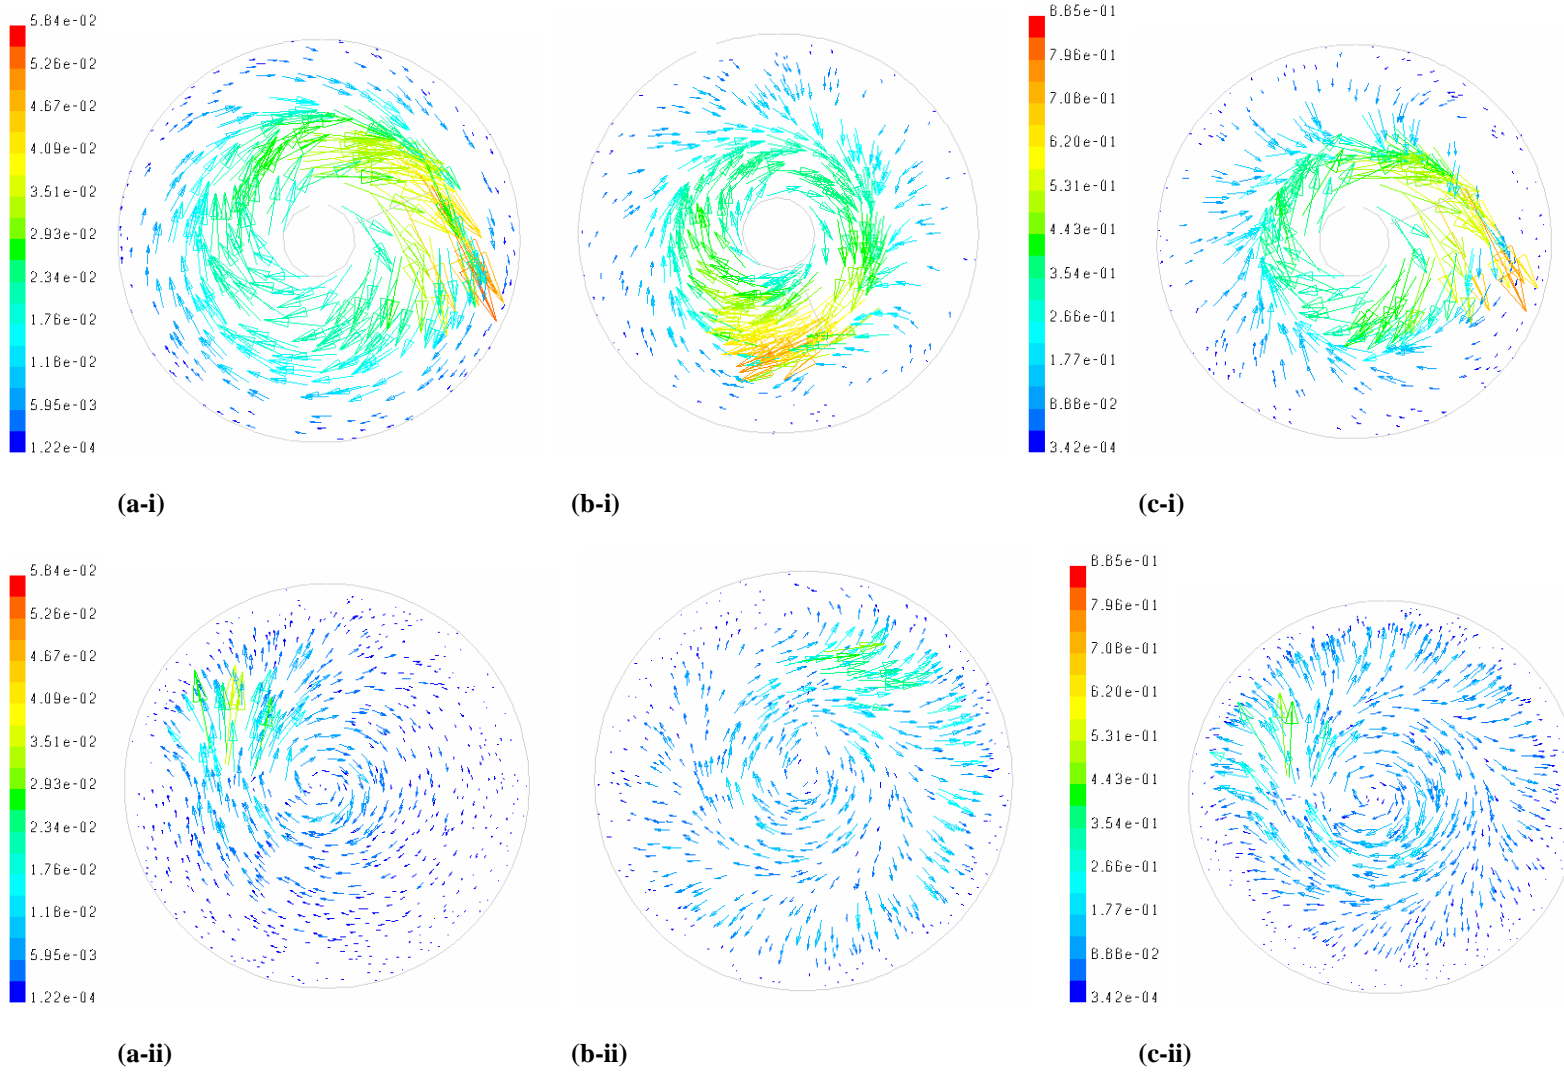 5.84e-02
5.26e-02
4.67e-02
4.09e-02
3.51e-02
2.93e-02
2.34e-02
1.76e-02
1.18e-02
5.95e-03
1.22e-04
8.85e-01
7.96e-01
7.08e-01
6.20e-01
5.31e-01
4.43e-01
3.54e-01
2.66e-01
1.77e-01
8.88e-02
3.42e-04
(a-i)
(b-i)
(c-i)
5.84e-02
5.26e-02
4.67e-02
4.09e-02
3.51e-02
2.93e-02
2.34e-02
1.76e-02
1.18e-02
5.95e-03
1.22e-04
8.85e-01
7.96e-01
7.08e-01
6.20e-01
5.31e-01
4.43e-01
3.54e-01
2.66e-01
1.77e-01
8.88e-02
3.42e-04
(a-ii)
(b-ii)
(c-ii)